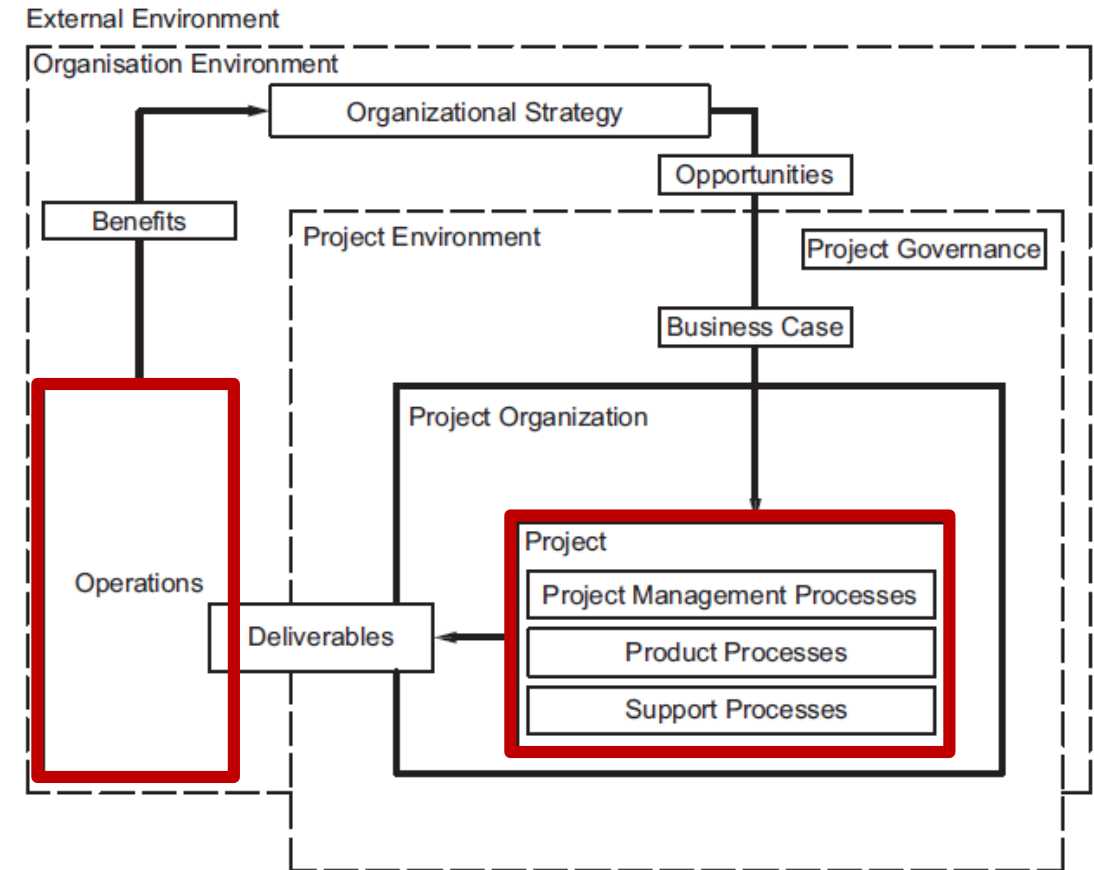 External Environment
Organisation Environment
Organizational Strategy
Opportunities
Benefits
Project Environment
Project Governance
Business Case
Project Organization
Project
Operations
Project Management Processes
Deliverables
Product Processes
Support Processes